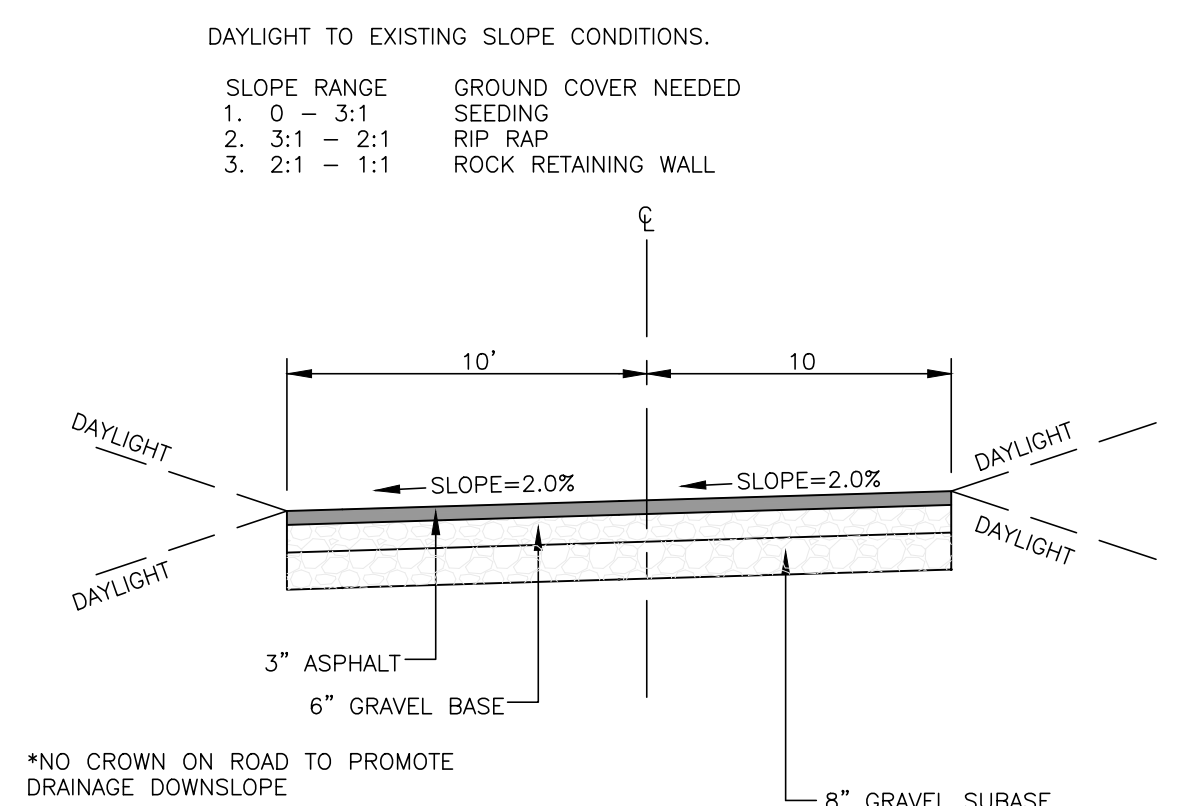 DAYLIGHT TO EXISTING SLOPE CONDITIONS.
SLOPE RANGE GROUND COVER NEEDED
1. 0 – 3:1 SEEDING
2. 3:1 – 2:1 RIP RAP
3. 2:1 – 1:1 ROCK RETAINING WALL
℄
10' 10
DAYLIGHT DAYLIGHT
SLOPE=2.0% SLOPE=2.0%
DAYLIGHT DAYLIGHT
3" ASPHALT
6" GRAVEL BASE
*NO CROWN ON ROAD TO PROMOTE
DRAINAGE DOWNSLOPE
8" GRAVEL SUBASE